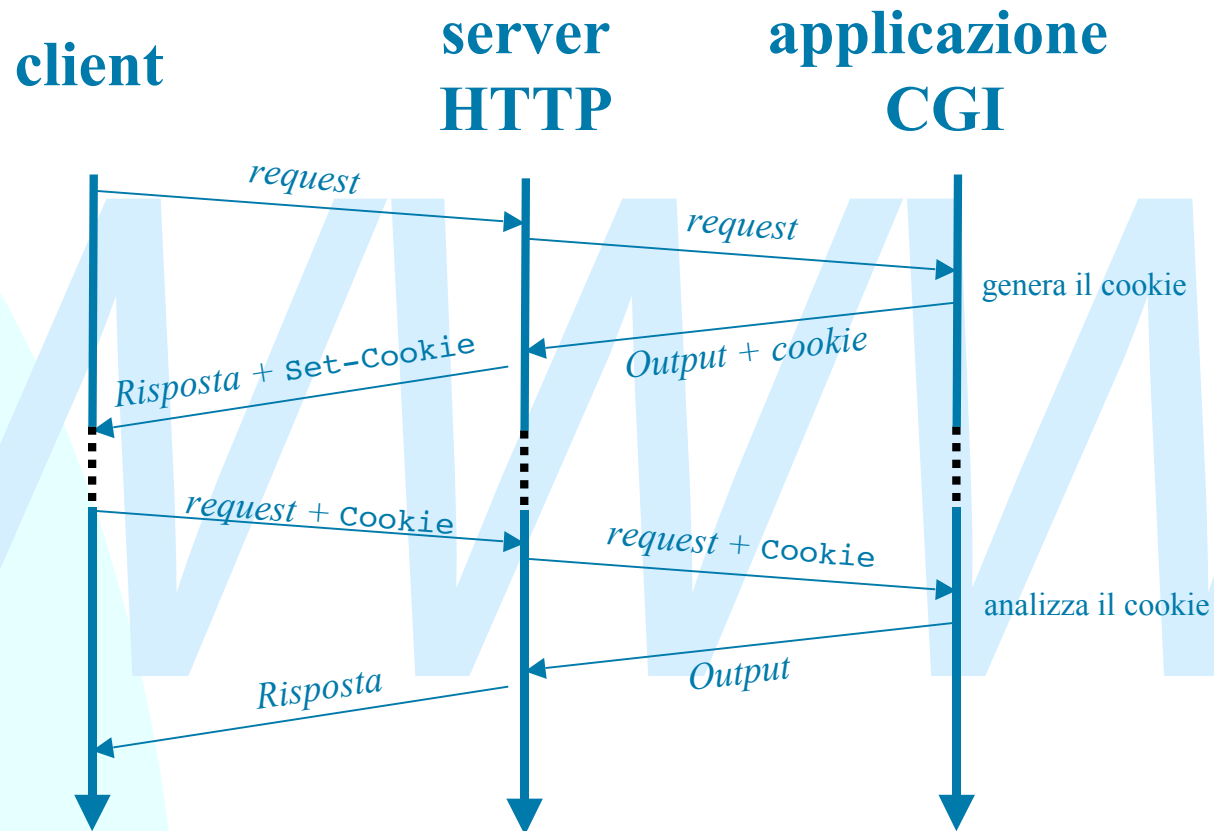 client
server
HTTP
applicazione
CGI
request
request
genera il cookie
Output + cookie
Risposta + Set-Cookie
request + Cookie
request + Cookie
analizza il cookie
Output
Risposta
WWW